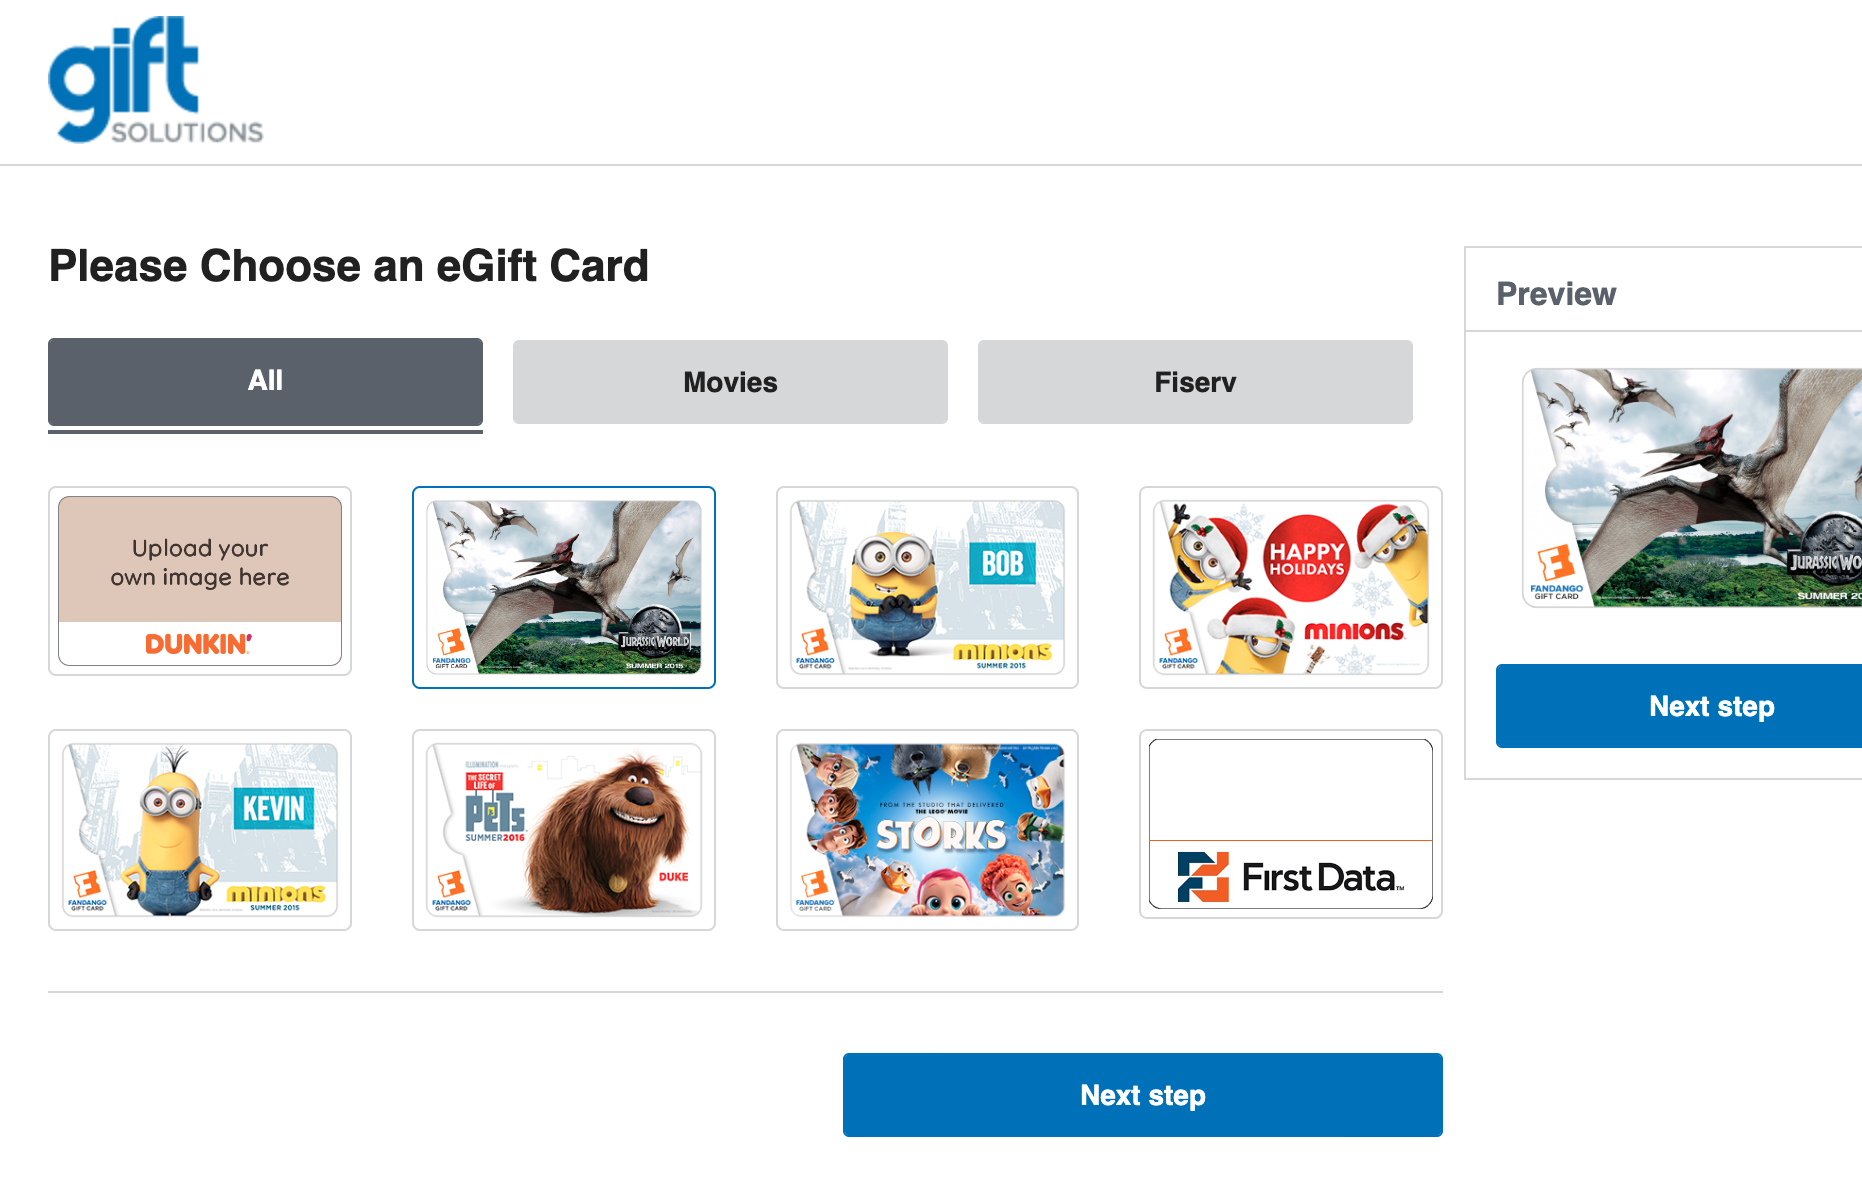 gift
SOLUTIONS
Please Choose an eGift Card
All
Movies
Fiserv
Upload your
own image here
DUNKIN'
FANDANGO
GIFT CARD
JURASSIC WORLD
SUMMER 2015
BOB
FANDANGO
GIFT CARD
MINIONS
SUMMER 2015
HAPPY
HOLIDAYS
MINIONS
FANDANGO
GIFT CARD
KEVIN
FANDANGO
GIFT CARD
MINIONS
SUMMER 2015
ILLUMINATION
THE SECRET
LIFE OF
PETS
SUMMER 2016
DUKE
FANDANGO
GIFT CARD
FROM THE STUDIO THAT DELIVERED
THE LEGO MOVIE
STORKS
FANDANGO
GIFT CARD
First Data™
Next step
Preview
FANDANGO
GIFT CARD
JURASSIC WO
SUMMER 20
Next step